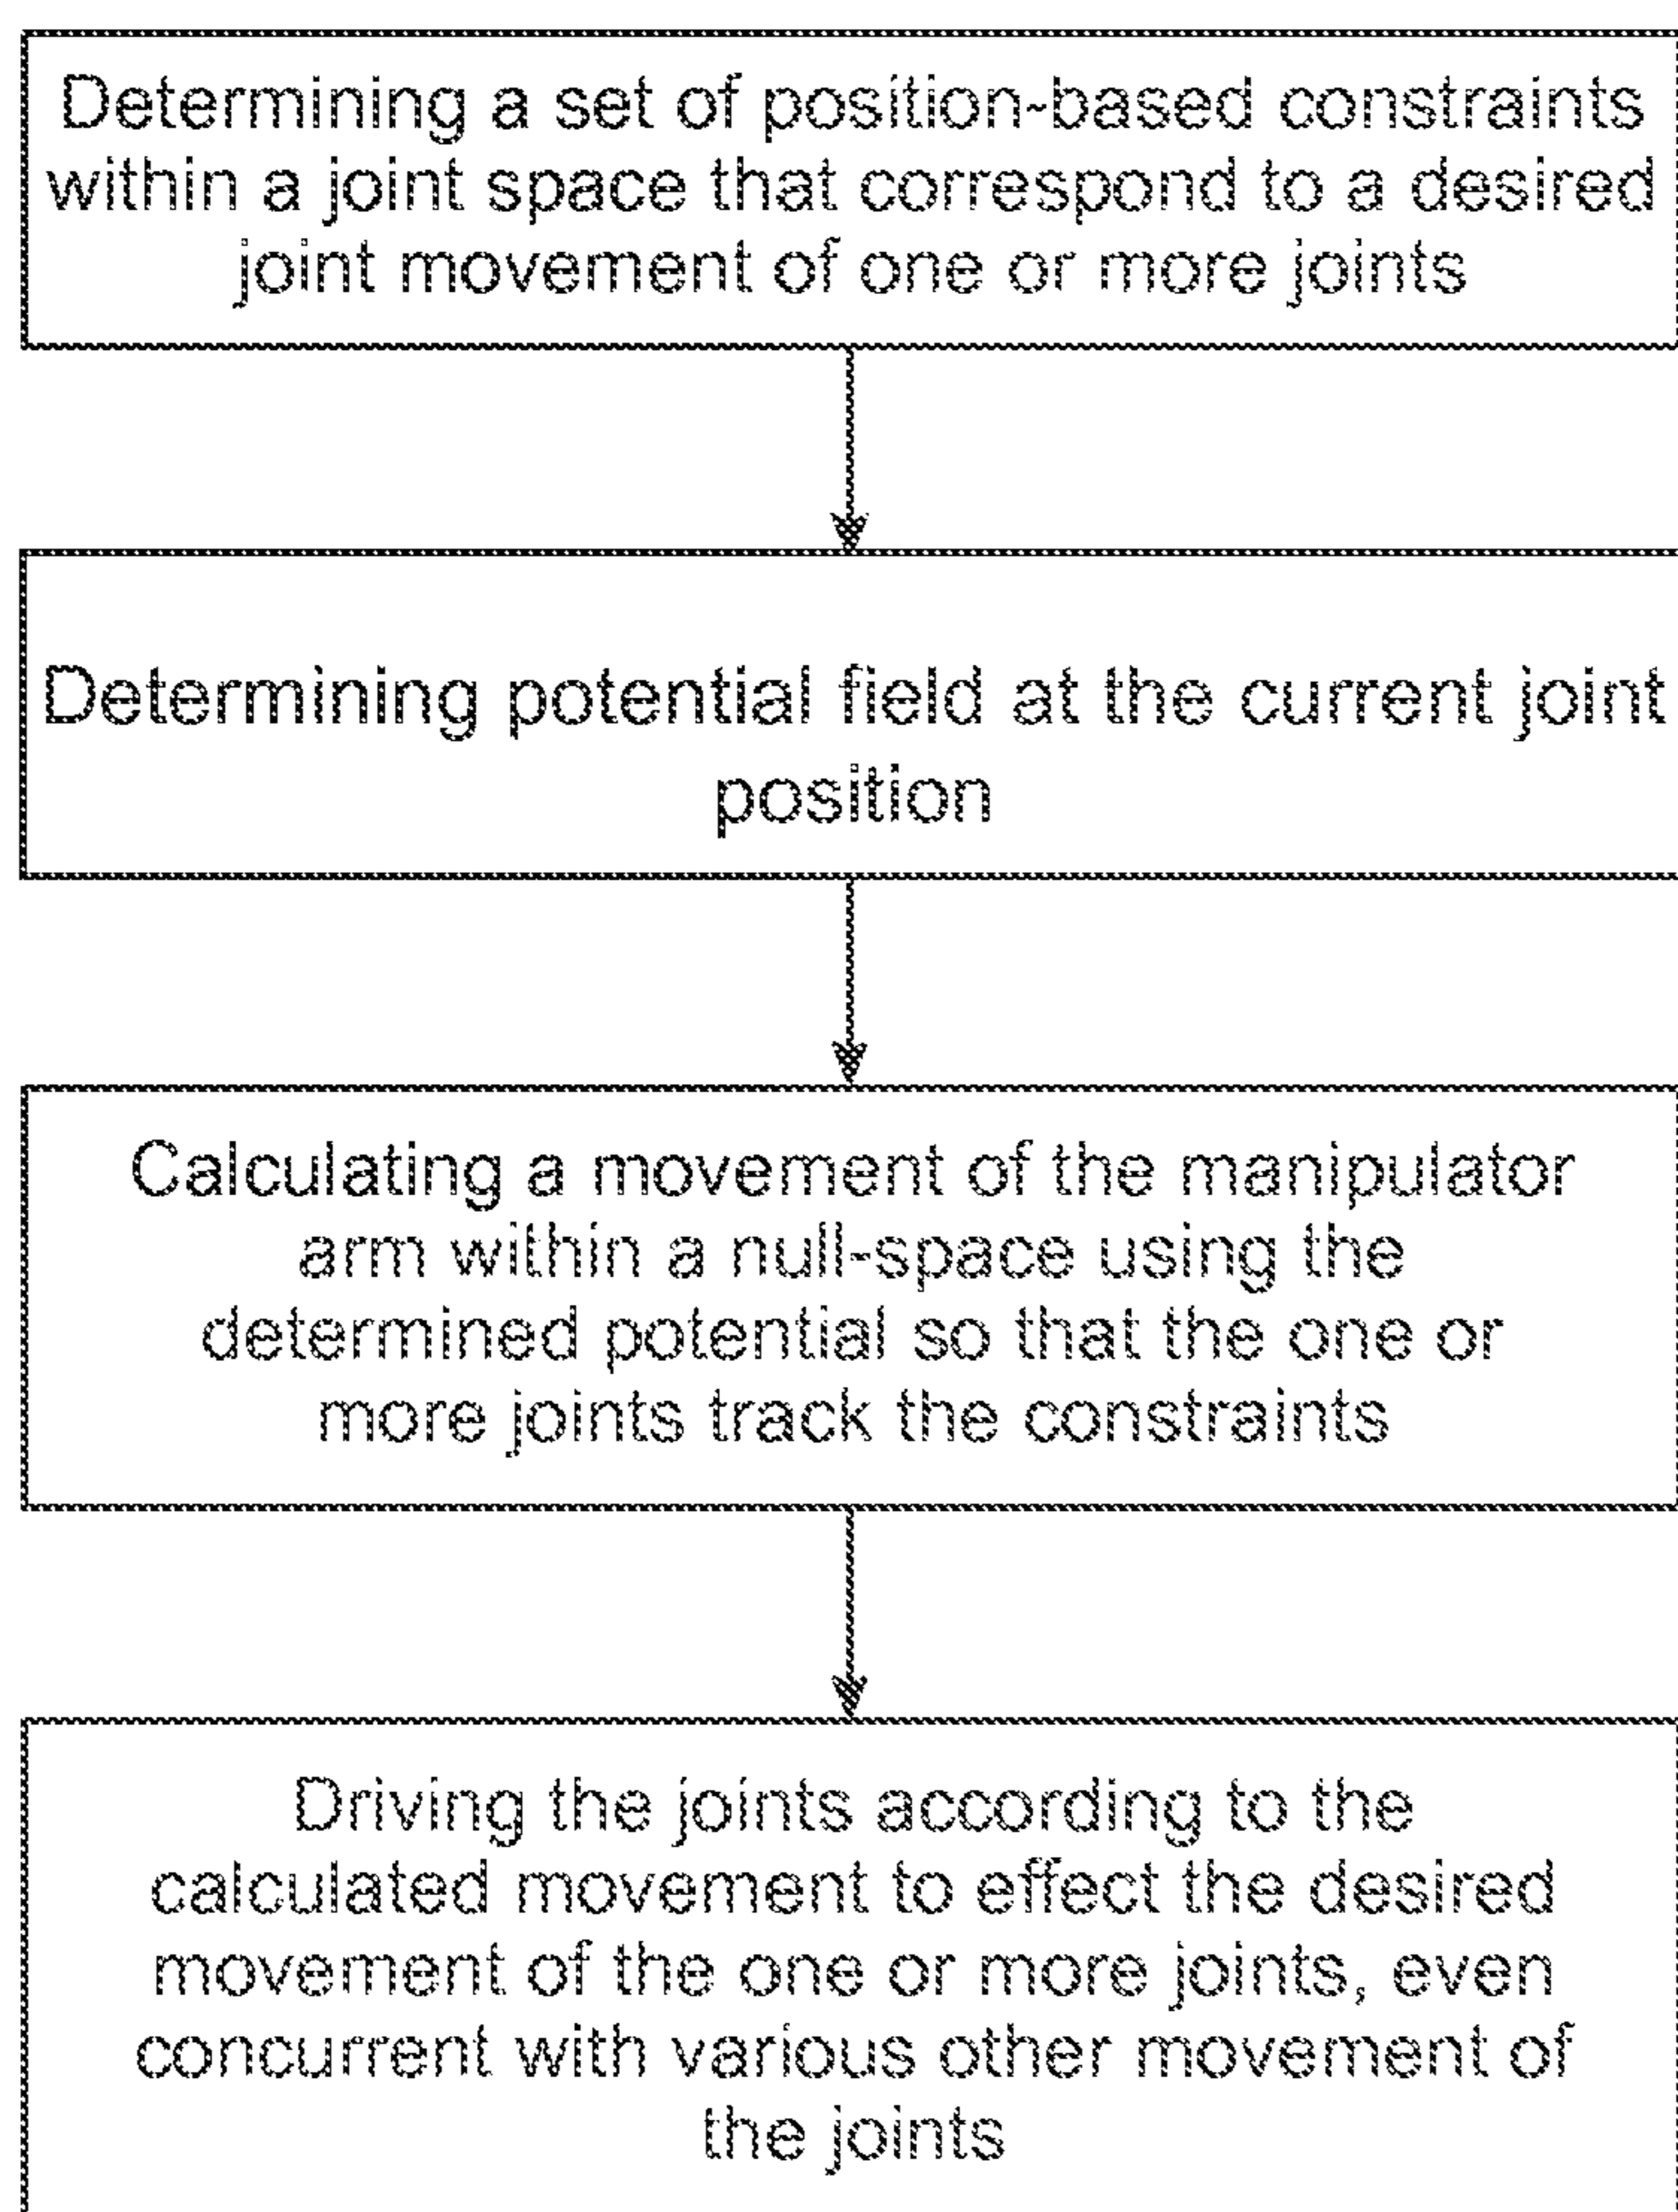 Determining a set of position-based constraints
within a joint space that correspond to a desired
joint movement of one or more joints
Determining potential field at the current joint
position
Calculating a movement of the manipulator
arm within a null-space using the
determined potential so that the one or
more joints track the constraints
Driving the joints according to the
calculated movement to effect the desired
movement of the one or more joints, even
concurrent with various other movement of
the joints